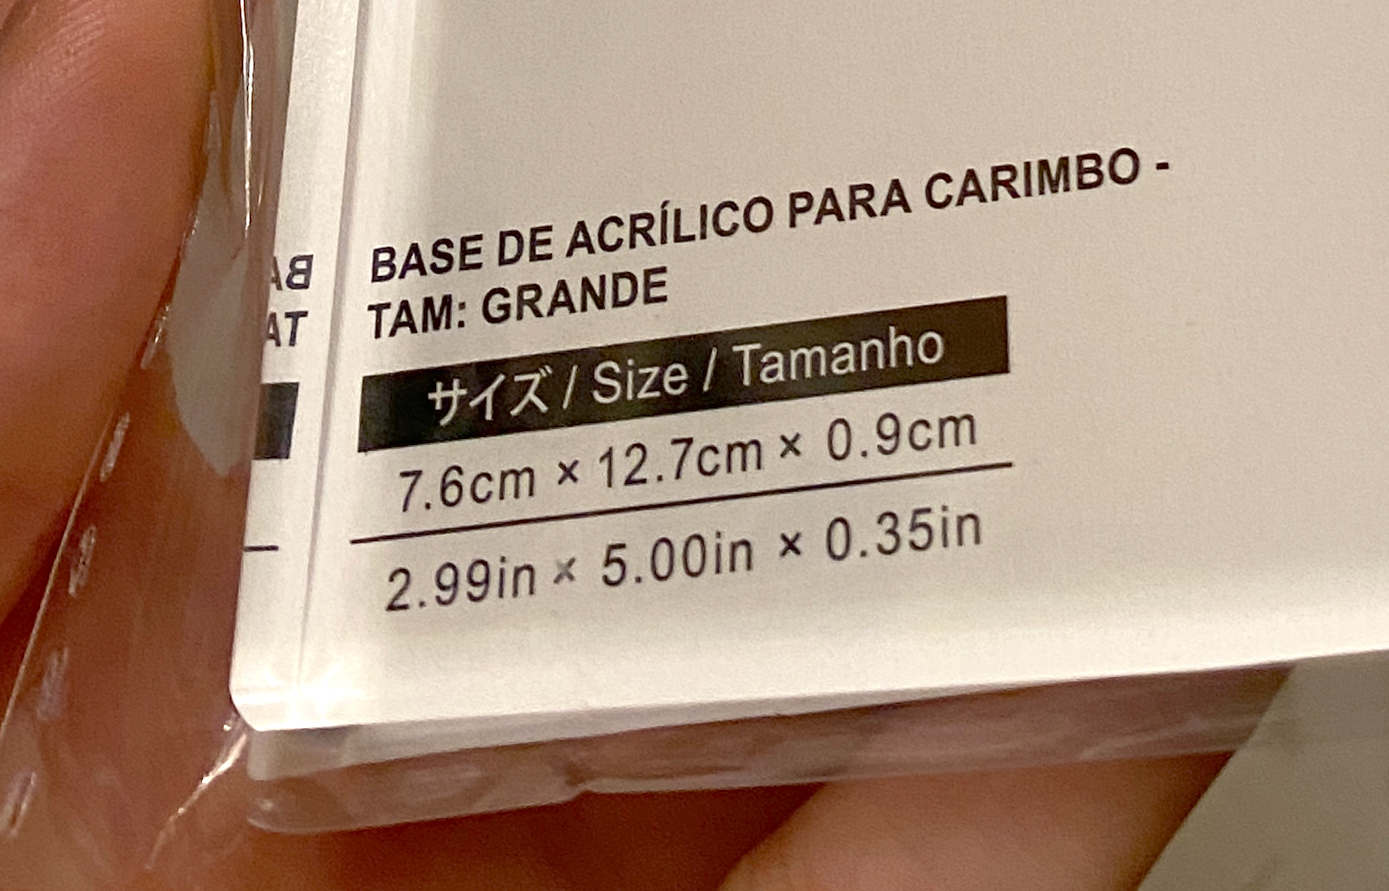 BASE DE ACRÍLICO PARA CARIMBO -
TAM: GRANDE
サイズ / Size / Tamanho
7.6cm × 12.7cm × 0.9cm
2.99in × 5.00in × 0.35in